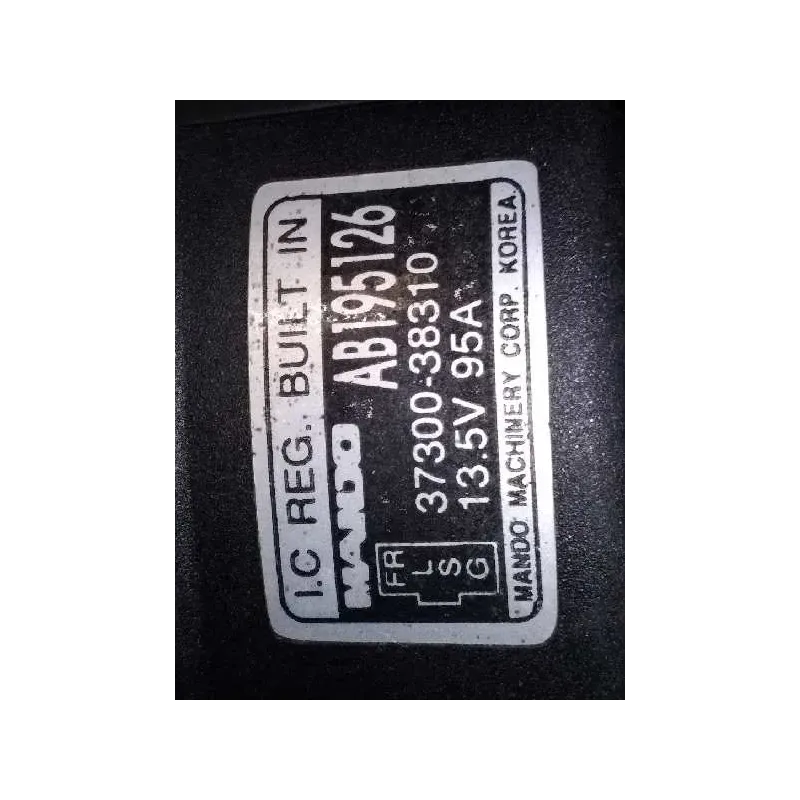 I.C REG. BUILT IN
MANDO AB195126
37300-38310
13.5V 95A
FR
L
S
G
MANDO MACHINERY CORP. KOREA.